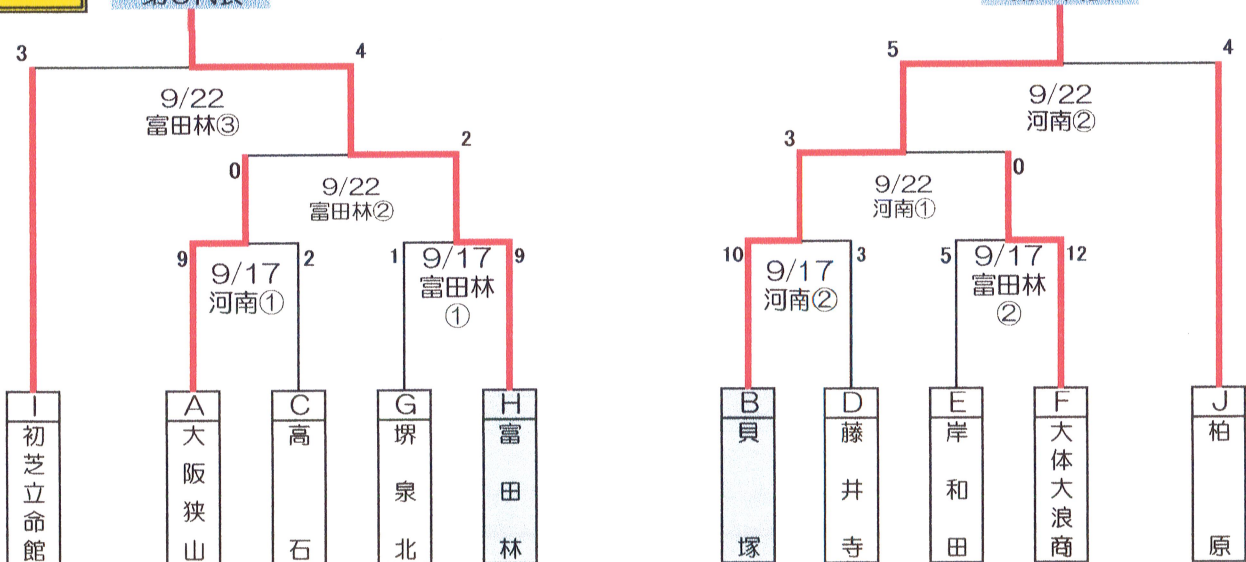 3
4
9/22
富田林③
0
2
9/22
富田林②
9
2
9/17
河南①
1
9
9/17
富田林
①
5
4
9/22
河南②
3
0
9/22
河南①
10
3
9/17
河南②
5
12
9/17
富田林
②
I
初芝立命館
A
大阪狭山
C
高石
G
堺泉北
H
富田林
B
貝塚
D
藤井寺
E
岸和田
F
大体大浪商
J
柏原